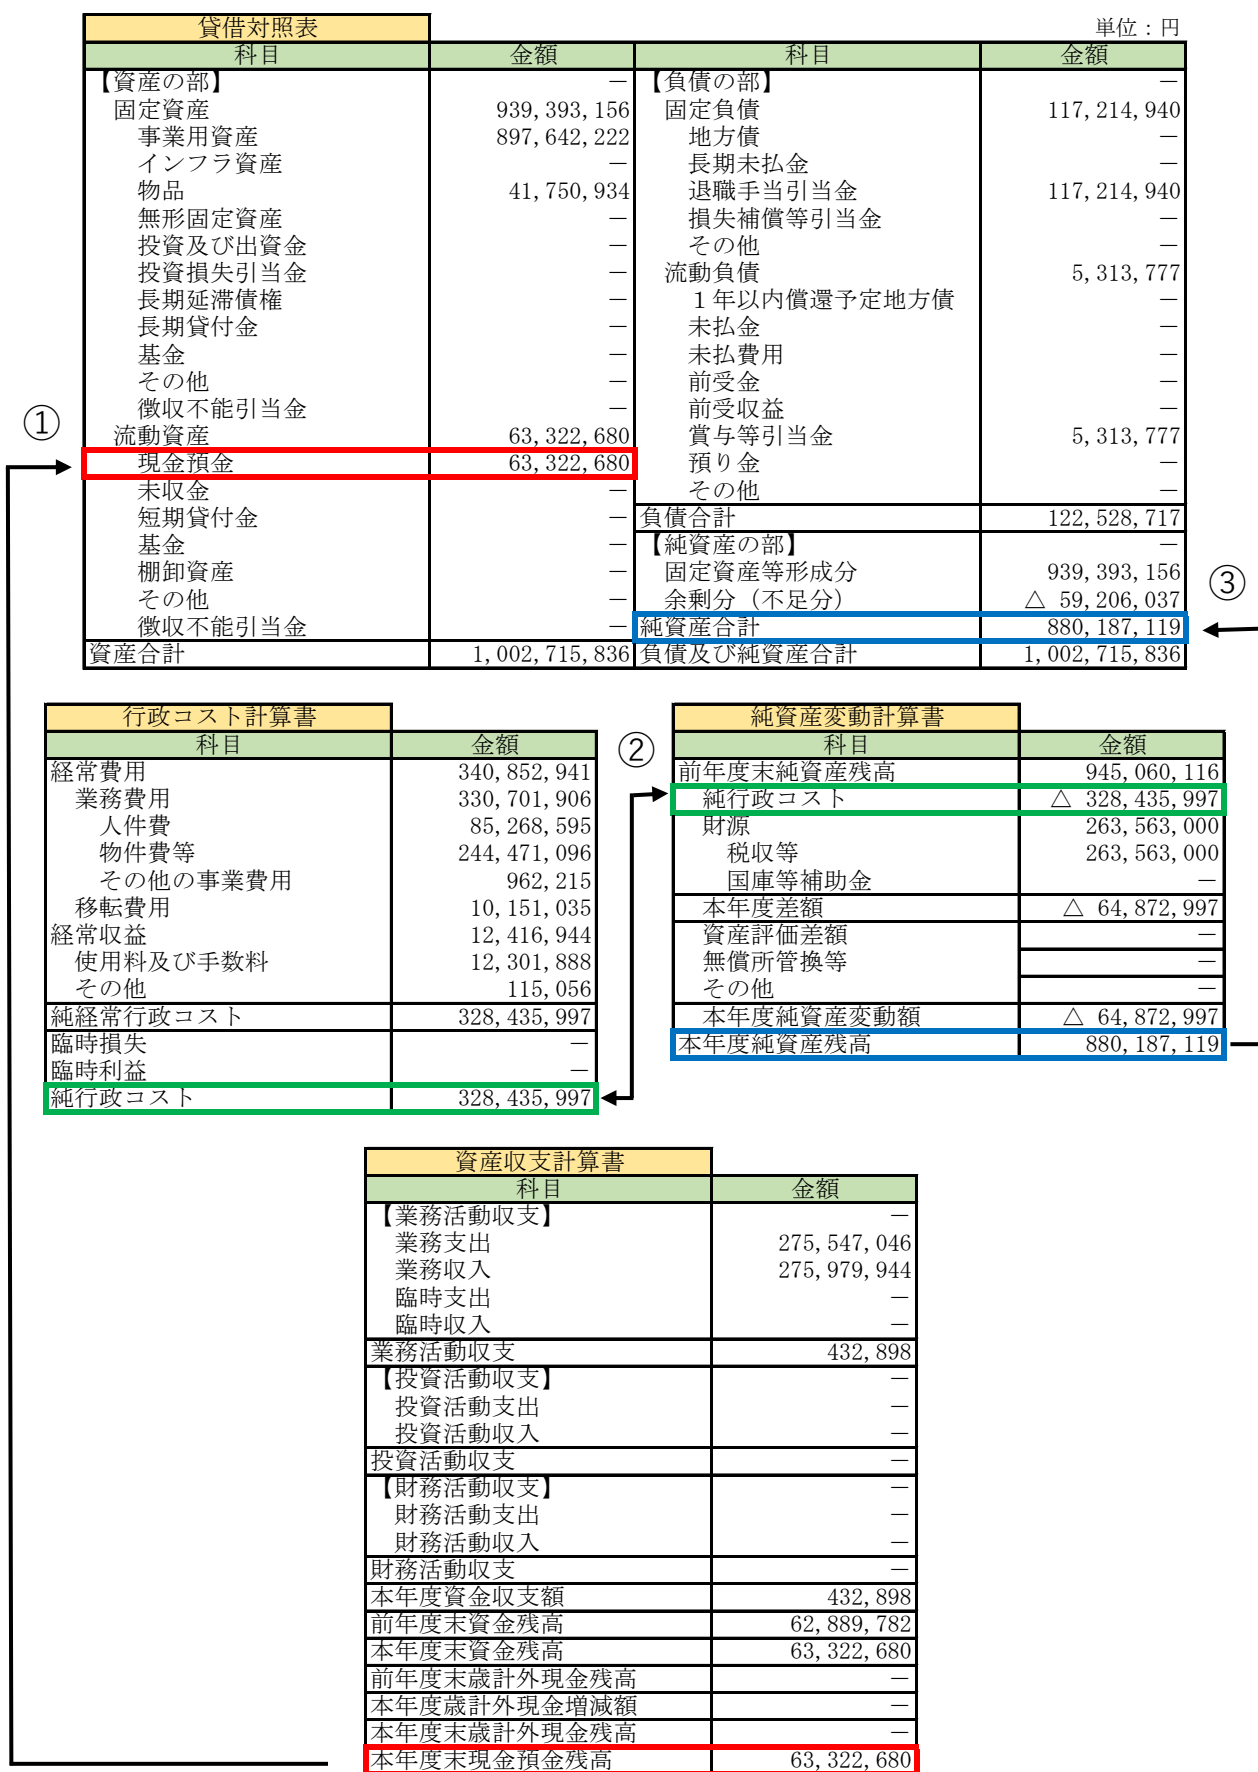 貸借対照表 単位：円
科目 金額 科目 金額
【資産の部】 － 【負債の部】 －
固定資産 939,393,156 固定負債 117,214,940
事業用資産 897,642,222 地方債 －
インフラ資産 － 長期未払金 －
物品 41,750,934 退職手当引当金 117,214,940
無形固定資産 － 損失補償等引当金 －
投資及び出資金 － その他 －
投資損失引当金 － 流動負債 5,313,777
長期延滞債権 － １年以内償還予定地方債 －
長期貸付金 － 未払金 －
基金 － 未払費用 －
その他 － 前受金 －
徴収不能引当金 － 前受収益 －
①
流動資産 63,322,680 賞与等引当金 5,313,777
現金預金 63,322,680 預り金 －
未収金 － その他 －
短期貸付金 － 負債合計 122,528,717
基金 － 【純資産の部】 －
棚卸資産 － 固定資産等形成分 939,393,156
③
その他 － 余剰分（不足分） △ 59,206,037
徴収不能引当金 － 純資産合計 880,187,119
資産合計 1,002,715,836 負債及び純資産合計 1,002,715,836
行政コスト計算書
科目 金額
経常費用 340,852,941
業務費用 330,701,906
人件費 85,268,595
物件費等 244,471,096
その他の事業費用 962,215
移転費用 10,151,035
経常収益 12,416,944
使用料及び手数料 12,301,888
その他 115,056
純経常行政コスト 328,435,997
臨時損失 －
臨時利益 －
純行政コスト 328,435,997
②
純資産変動計算書
科目 金額
前年度末純資産残高 945,060,116
純行政コスト △ 328,435,997
財源 263,563,000
税収等 263,563,000
国庫等補助金 －
本年度差額 △ 64,872,997
資産評価差額 －
無償所管換等 －
その他 －
本年度純資産変動額 △ 64,872,997
本年度純資産残高 880,187,119
資産収支計算書
科目 金額
【業務活動収支】 －
業務支出 275,547,046
業務収入 275,979,944
臨時支出 －
臨時収入 －
業務活動収支 432,898
【投資活動収支】 －
投資活動支出 －
投資活動収入 －
投資活動収支 －
【財務活動収支】 －
財務活動支出 －
財務活動収入 －
財務活動収支 －
本年度資金収支額 432,898
前年度末資金残高 62,889,782
本年度末資金残高 63,322,680
前年度末歳計外現金残高 －
本年度歳計外現金増減額 －
本年度末歳計外現金残高 －
本年度末現金預金残高 63,322,680